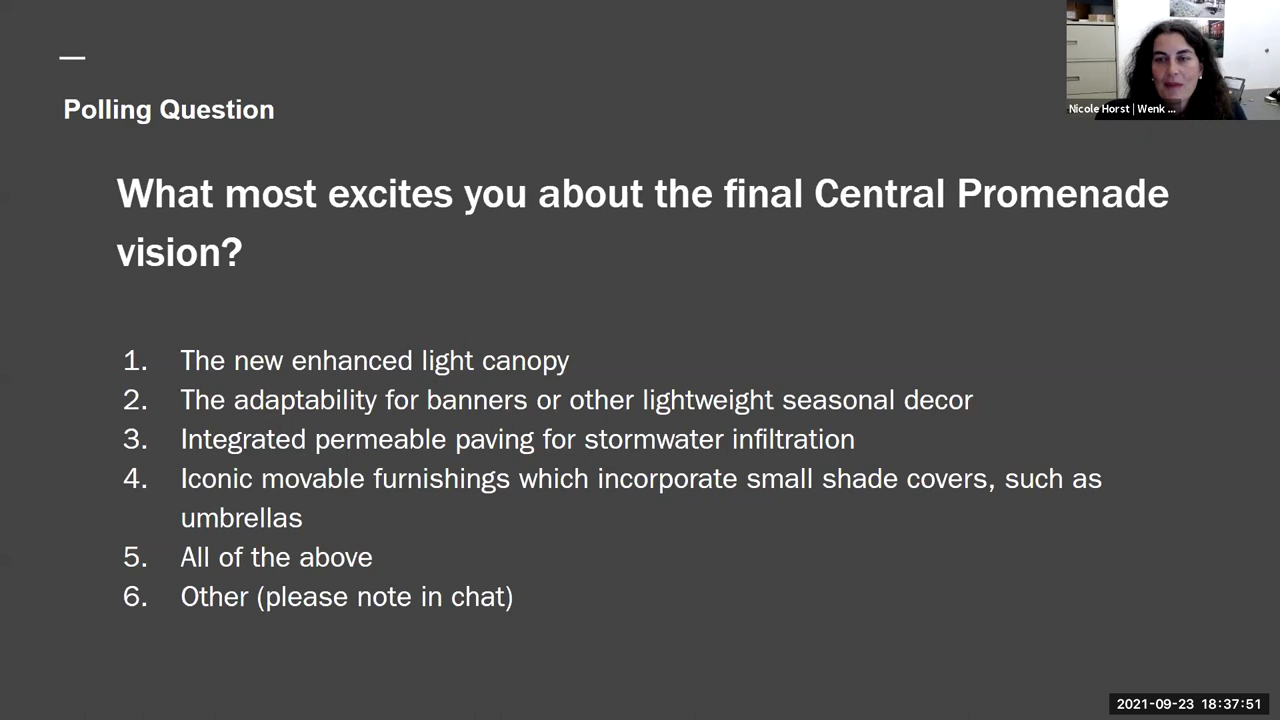 Nicole Horst | Wenk ...
Polling Question
What most excites you about the final Central Promenade
vision?
1. The new enhanced light canopy
2. The adaptability for banners or other lightweight seasonal decor
3. Integrated permeable paving for stormwater infiltration
4. Iconic movable furnishings which incorporate small shade covers, such as
umbrellas
5. All of the above
6. Other (please note in chat)
2021-09-23 18:37:51